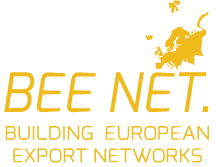 BEE NET.
BUILDING EUROPEAN
EXPORT NETWORKS